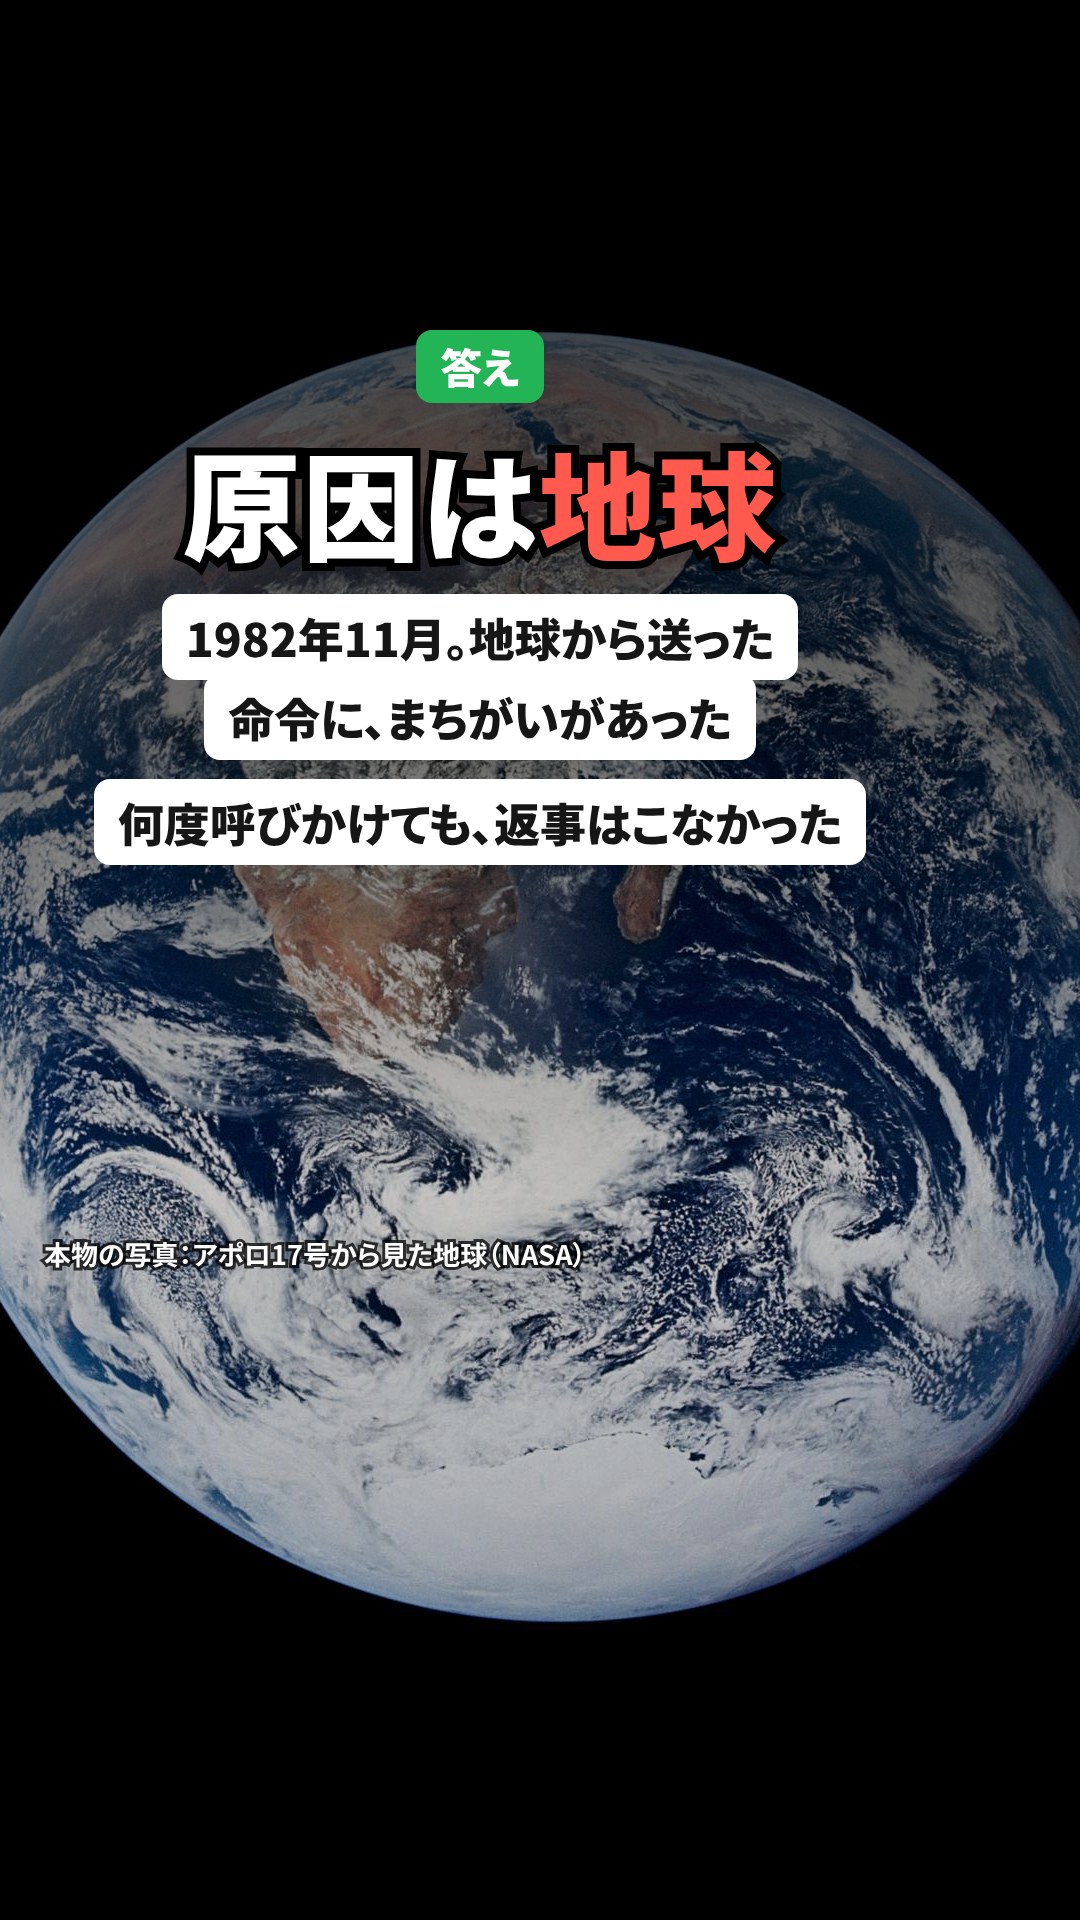 答え
原因は地球
1982年11月。地球から送った
命令に、まちがいがあった
何度呼びかけても、返事はこなかった
本物の写真：アポロ17号から見た地球（NASA）